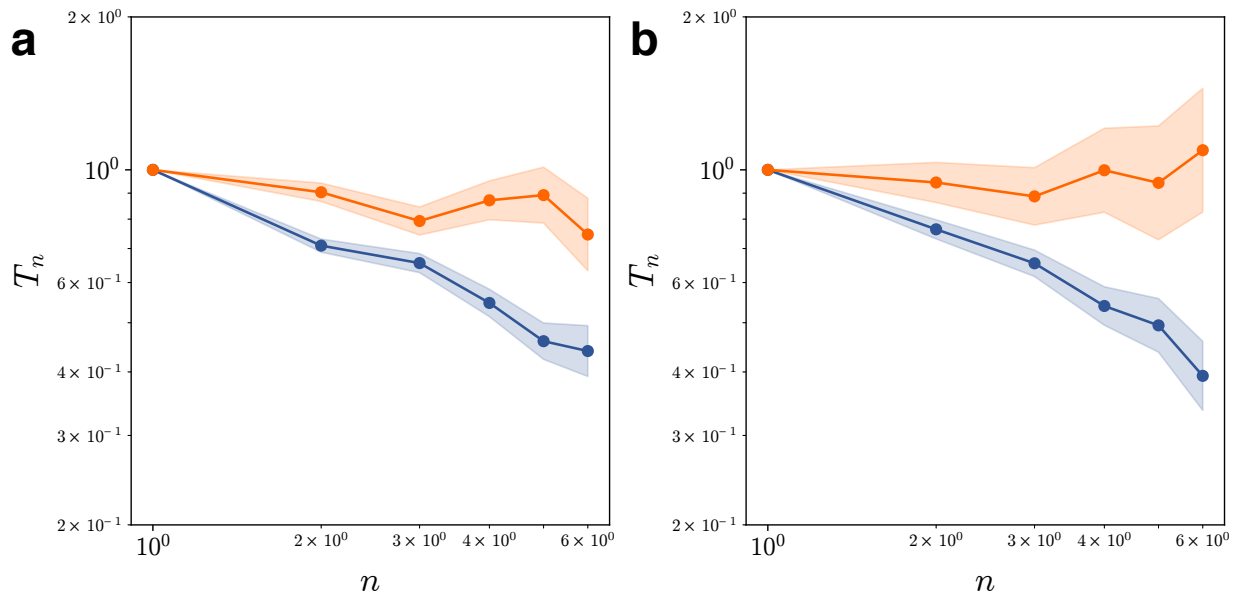 a
2 × 10⁰
10⁰
6 × 10⁻¹
4 × 10⁻¹
3 × 10⁻¹
2 × 10⁻¹
Tₙ
10⁰
2 × 10⁰
3 × 10⁰
4 × 10⁰
6 × 10⁰
n
b
2 × 10⁰
10⁰
6 × 10⁻¹
4 × 10⁻¹
3 × 10⁻¹
2 × 10⁻¹
Tₙ
10⁰
2 × 10⁰
3 × 10⁰
4 × 10⁰
6 × 10⁰
n